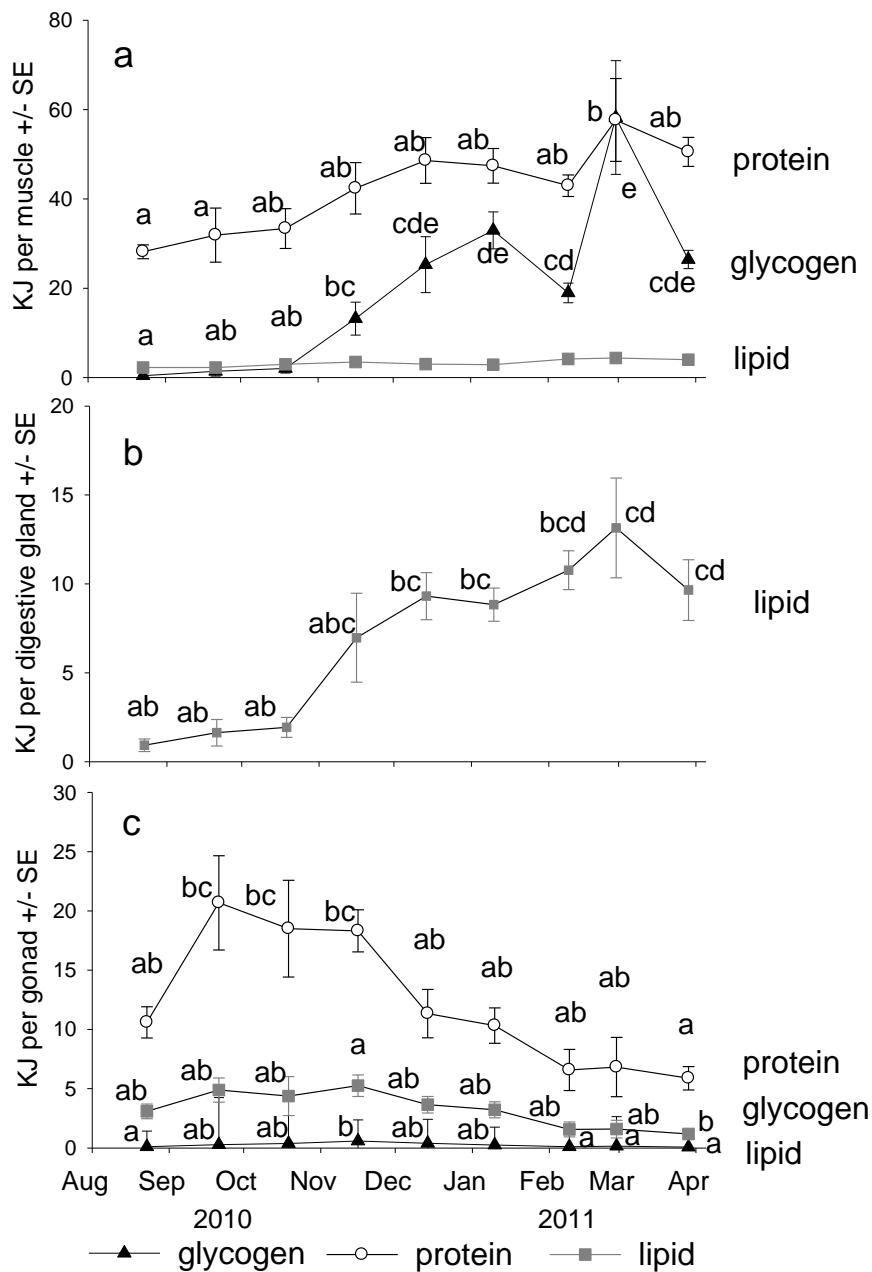 80
60
40
20
0
KJ per muscle +/- SE
a
a
a
ab
ab
ab
ab
ab
b
ab
protein
a
ab
ab
bc
cde
de
cd
e
cde
glycogen
lipid
20
15
10
5
0
KJ per digestive gland +/- SE
b
ab
ab
ab
abc
bc
bc
bcd
cd
cd
lipid
30
25
20
15
10
5
0
KJ per gonad +/- SE
c
ab
bc
bc
bc
ab
ab
ab
ab
a
protein
ab
ab
ab
a
ab
ab
ab
ab
b
glycogen
a
ab
ab
b
ab
ab
a
a
a
lipid
Aug Sep Oct Nov Dec Jan Feb Mar Apr
2010 2011
glycogen protein lipid